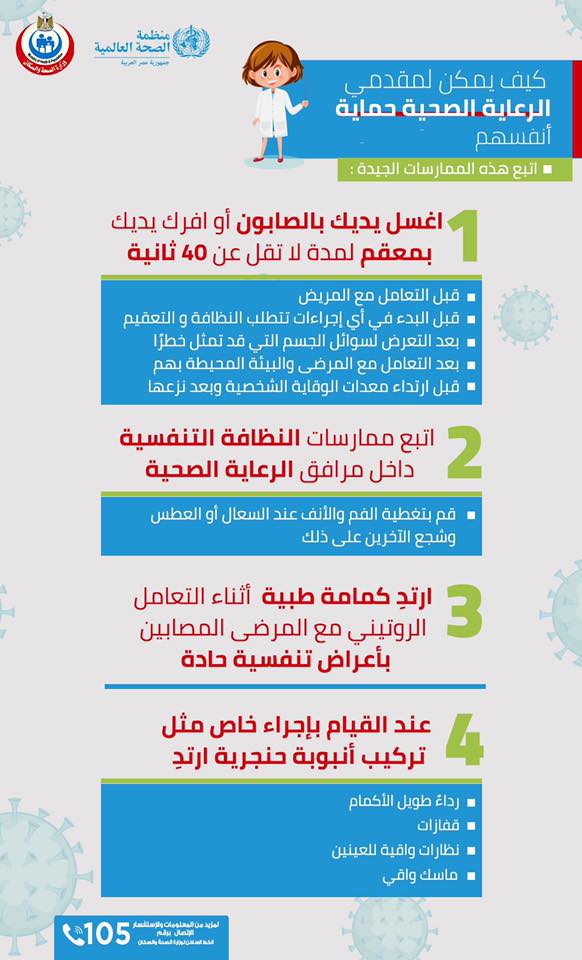 منظمة
الصحة العالمية
جمهورية مصر العربية
وزارة الصحة والسكان
كيف يمكن لمقدمي
الرعاية الصحية حماية
أنفسهم
اتبع هذه الممارسات الجيدة :
1
اغسل يديك بالصابون أو افرك يديك
بمعقم لمدة لا تقل عن 40 ثانية
قبل التعامل مع المريض
قبل البدء في أي إجراءات تتطلب النظافة و التعقيم
بعد التعرض لسوائل الجسم التي قد تمثل خطرًا
بعد التعامل مع المرضى والبيئة المحيطة بهم
قبل ارتداء معدات الوقاية الشخصية وبعد نزعها
2
اتبع ممارسات النظافة التنفسية
داخل مرافق الرعاية الصحية
قم بتغطية الفم والأنف عند السعال أو العطس
وشجع الآخرين على ذلك
3
ارتدِ كمامة طبية أثناء التعامل
الروتيني مع المرضى المصابين
بأعراض تنفسية حادة
4
عند القيام بإجراء خاص مثل
تركيب أنبوبة حنجرية ارتدِ
رداءً طويل الأكمام
قفازات
نظارات واقية للعينين
ماسك واقي
لمزيد من المعلومات والإستفسار
الإتصال برقم
الخط الساخن لوزارة الصحة والسكان
105